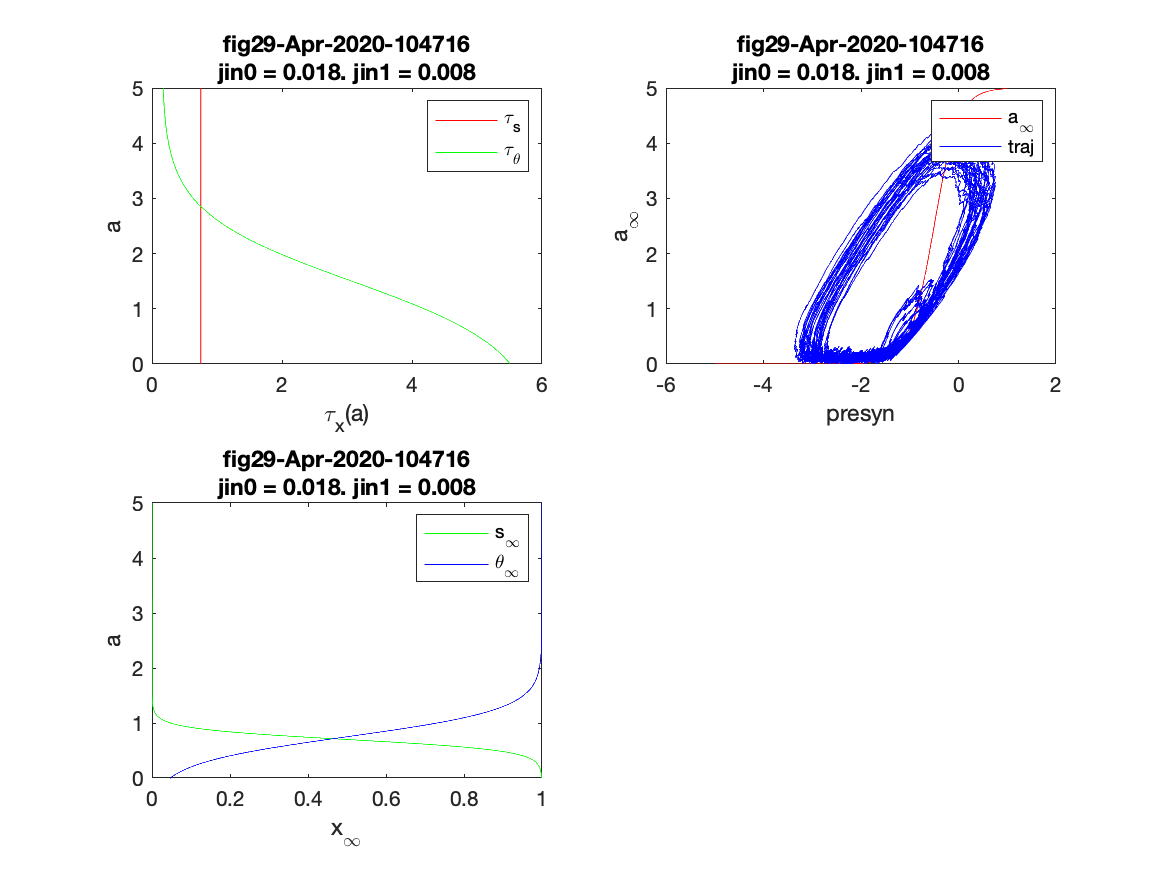 fig29-Apr-2020-104716
jin0 = 0.018. jin1 = 0.008
5
4
3
2
1
0
a
0
2
4
6
τx(a)
τs
τθ
fig29-Apr-2020-104716
jin0 = 0.018. jin1 = 0.008
5
4
3
2
1
0
a∞
-6
-4
-2
0
2
presyn
a∞
traj
fig29-Apr-2020-104716
jin0 = 0.018. jin1 = 0.008
5
4
3
2
1
0
a
0
0.2
0.4
0.6
0.8
1
x∞
s∞
θ∞